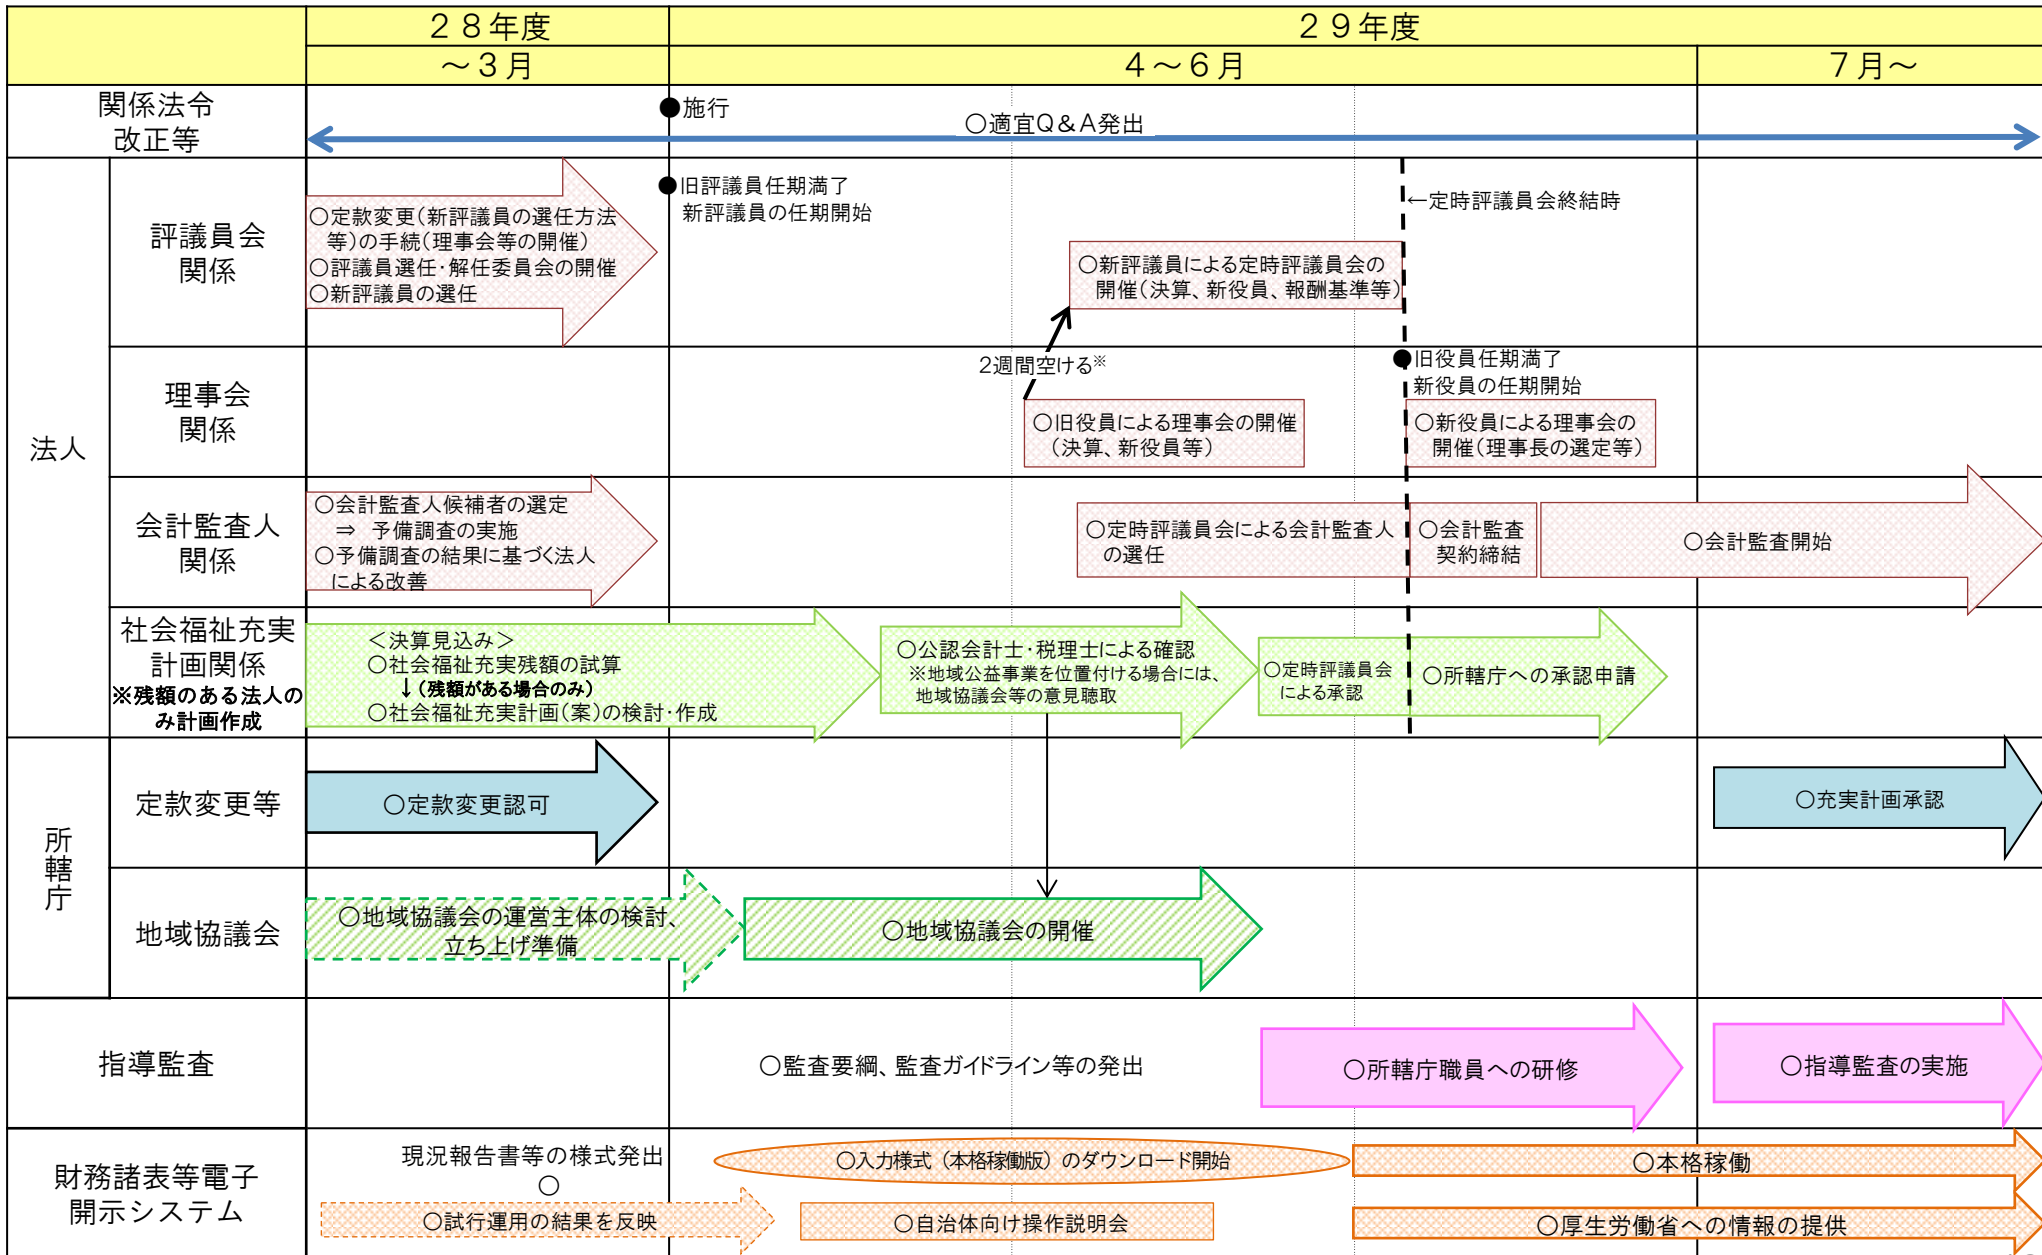 ２８年度
２９年度
～３月
４～６月
７月～
関係法令
改正等
●施行
○適宜Q＆A発出
法人
評議員会
関係
○定款変更（新評議員の選任方法
等）の手続（理事会等の開催）
○評議員選任・解任委員会の開催
○新評議員の選任
●旧評議員任期満了
新評議員の任期開始
←定時評議員会終結時
○新評議員による定時評議員会の
開催（決算、新役員、報酬基準等）
2週間空ける※
理事会
関係
●旧役員任期満了
新役員の任期開始
○旧役員による理事会の開催
（決算、新役員等）
○新役員による理事会の
開催（理事長の選定等）
会計監査人
関係
○会計監査人候補者の選定
⇒ 予備調査の実施
○予備調査の結果に基づく法人
による改善
○定時評議員会による会計監査人
の選任
○会計監査
契約締結
○会計監査開始
社会福祉充実
計画関係
※残額のある法人の
み計画作成
＜決算見込み＞
○社会福祉充実残額の試算
↓（残額がある場合のみ）
○社会福祉充実計画（案）の検討・作成
○公認会計士・税理士による確認
※地域公益事業を位置付ける場合には、
地域協議会等の意見聴取
○定時評議員会
による承認
○所轄庁への承認申請
所轄庁
定款変更等
○定款変更認可
○充実計画承認
地域協議会
○地域協議会の運営主体の検討、
立ち上げ準備
○地域協議会の開催
指導監査
○監査要綱、監査ガイドライン等の発出
○所轄庁職員への研修
○指導監査の実施
財務諸表等電子
開示システム
現況報告書等の様式発出
○
○試行運用の結果を反映
○入力様式（本格稼働版）のダウンロード開始
○自治体向け操作説明会
○本格稼働
○厚生労働省への情報の提供